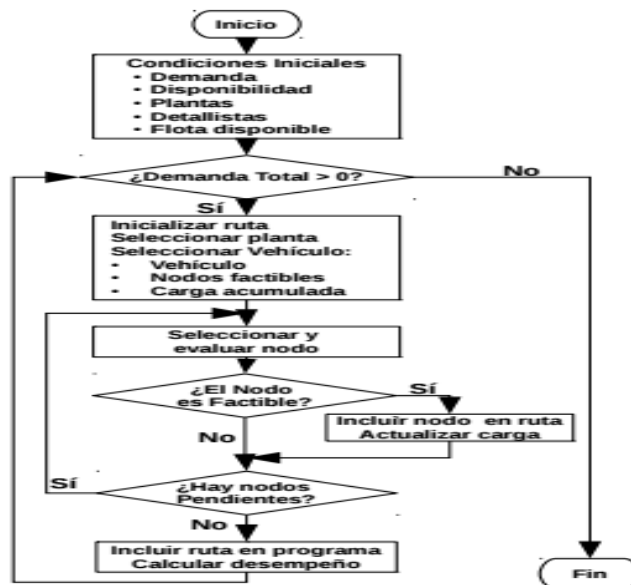 Inicio
Condiciones Iniciales
• Demanda
• Disponibilidad
• Plantas
• Detallistas
• Flota disponible
¿Demanda Total > 0?
No
Sí
Inicializar ruta
Seleccionar planta
Seleccionar Vehículo:
• Vehículo
• Nodos factibles
• Carga acumulada
Seleccionar y
evaluar nodo
¿El Nodo
es Factible?
Sí
Incluir nodo en ruta
Actualizar carga
No
¿Hay nodos
Pendientes?
Sí
No
Incluir ruta en programa
Calcular desempeño
Fin